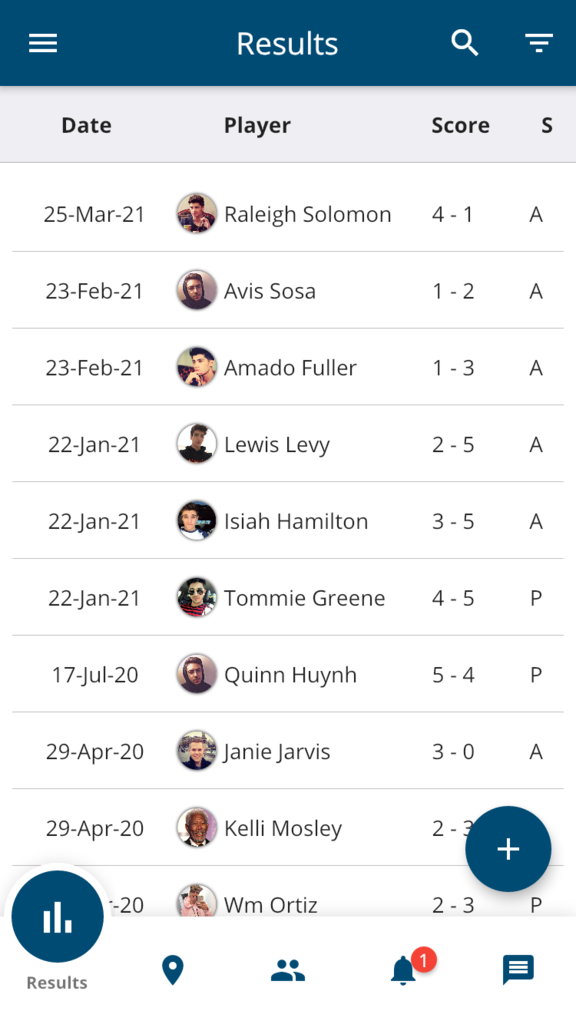 Results
Date Player Score S
25-Mar-21 Raleigh Solomon 4 - 1 A
23-Feb-21 Avis Sosa 1 - 2 A
23-Feb-21 Amado Fuller 1 - 3 A
22-Jan-21 Lewis Levy 2 - 5 A
22-Jan-21 Isiah Hamilton 3 - 5 A
22-Jan-21 Tommie Greene 4 - 5 P
17-Jul-20 Quinn Huynh 5 - 4 P
29-Apr-20 Janie Jarvis 3 - 0 A
29-Apr-20 Kelli Mosley 2 - 3
-20 Wm Ortiz 2 - 3 P
1
Results